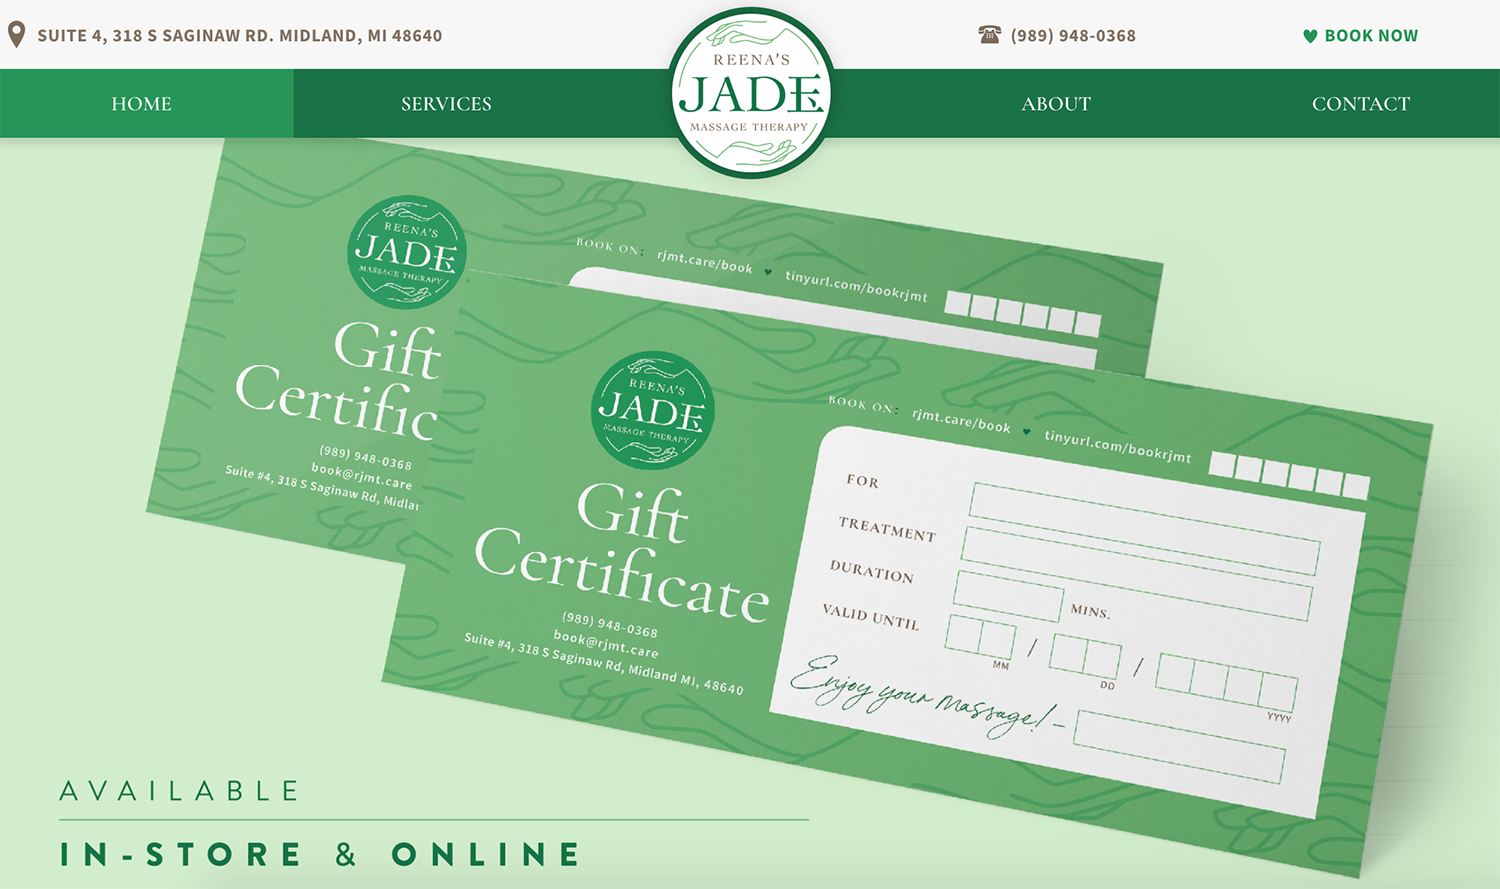 SUITE 4, 318 S SAGINAW RD. MIDLAND, MI 48640
(989) 948-0368
BOOK NOW
HOME
SERVICES
REENA'S
JADE
MASSAGE THERAPY
ABOUT
CONTACT
REENA'S
JADE
MASSAGE THERAPY
Gift
Certific
(989) 948-0368
book@rjmt.care
Suite #4, 318 S Saginaw Rd, Midla
BOOK ON: rjmt.care/book ♥ tinyurl.com/bookrjmt
REENA'S
JADE
MASSAGE THERAPY
Gift
Certificate
(989) 948-0368
book@rjmt.care
Suite #4, 318 S Saginaw Rd, Midland MI, 48640
BOOK ON: rjmt.care/book ♥ tinyurl.com/bookrjmt
FOR
TREATMENT
DURATION
MINS.
VALID UNTIL
/ /
MM DD YYYY
Enjoy your massage! –
AVAILABLE
IN-STORE & ONLINE